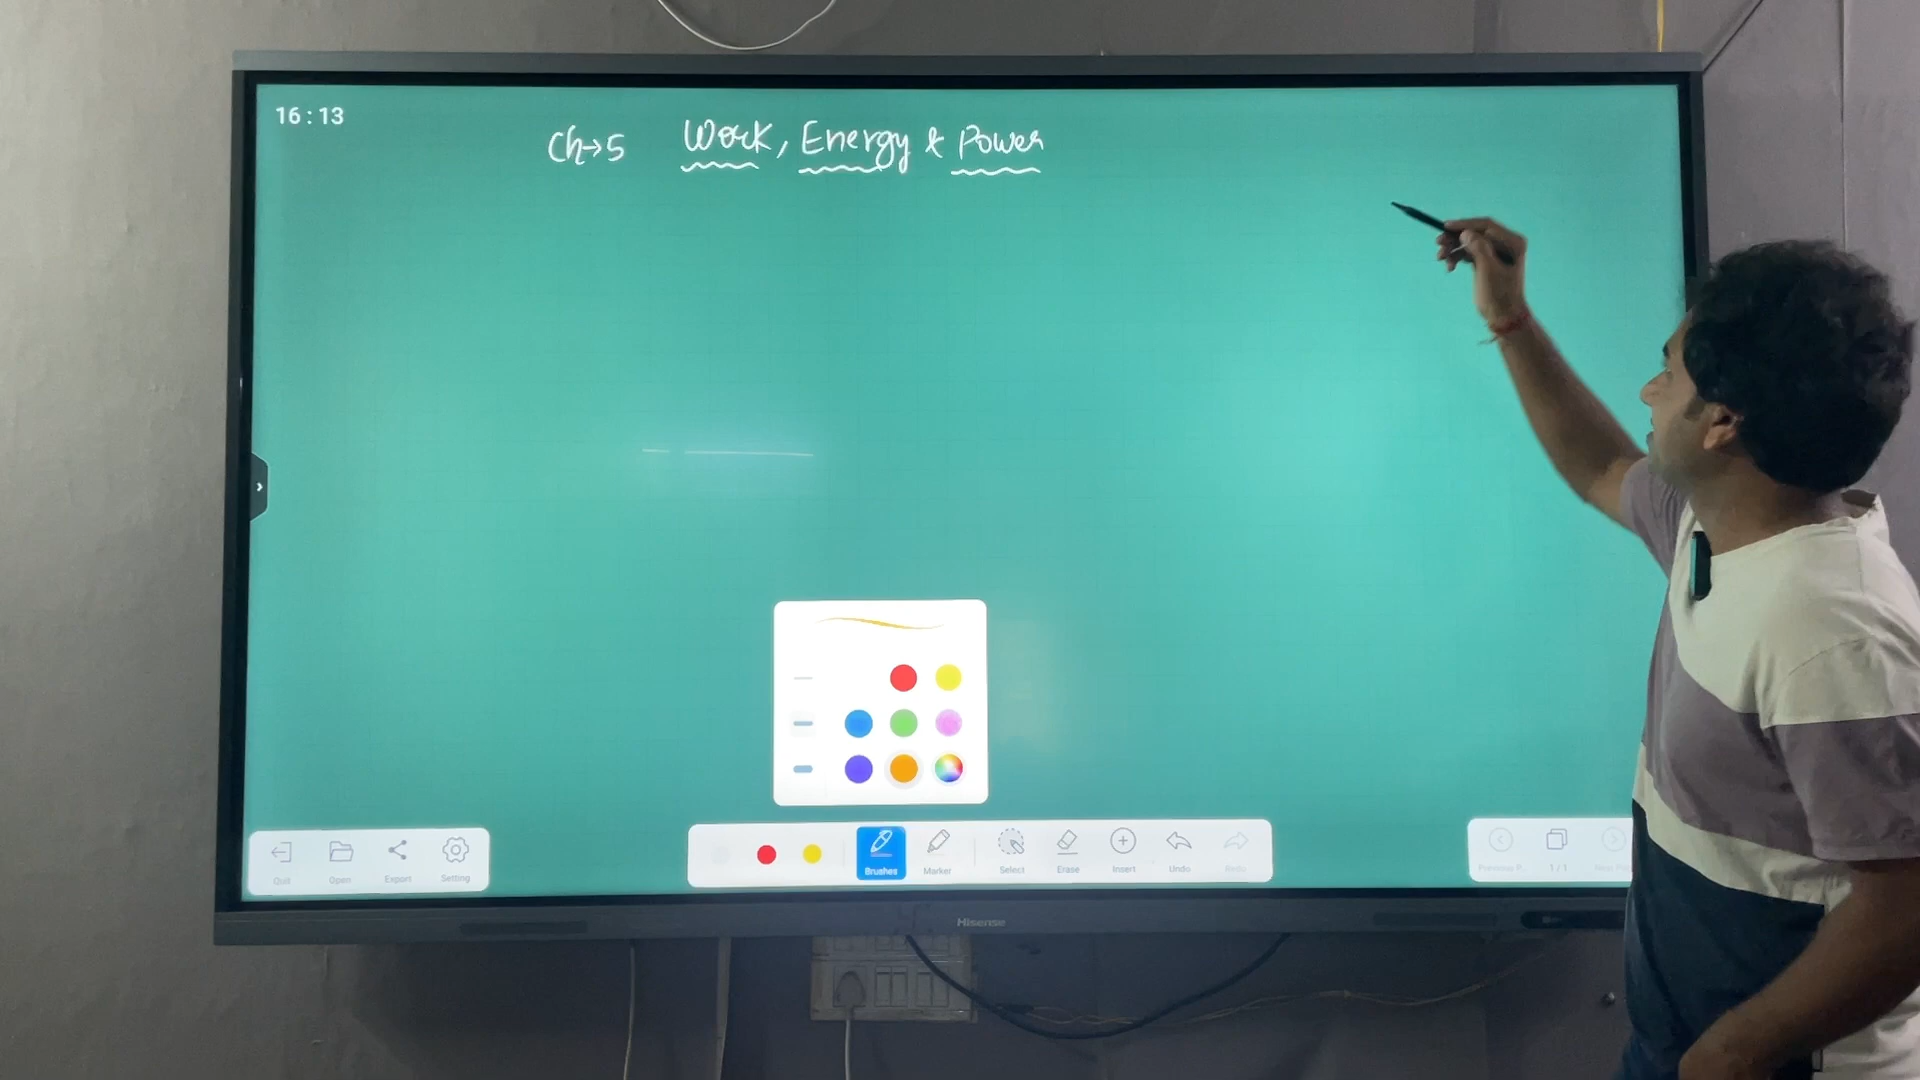 16:13
Ch→5 Work, Energy & Power
Quit Open Export Setting
Brushes Marker Select Erase Insert Undo Redo
1/1
Hisense